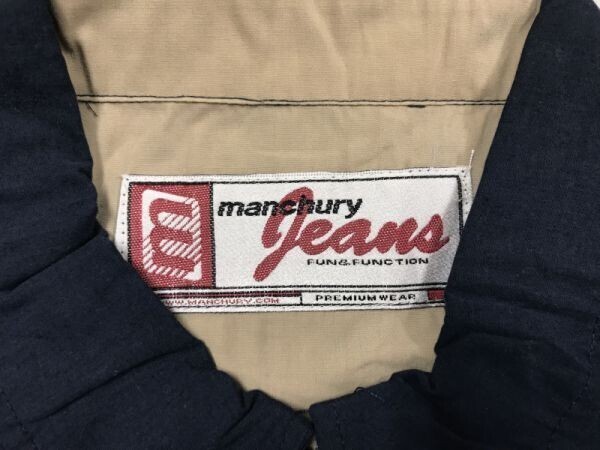 m
manchury
Jeans
FUN&FUNCTION
WWW.MANCHURY.COM PREMIUM WEAR